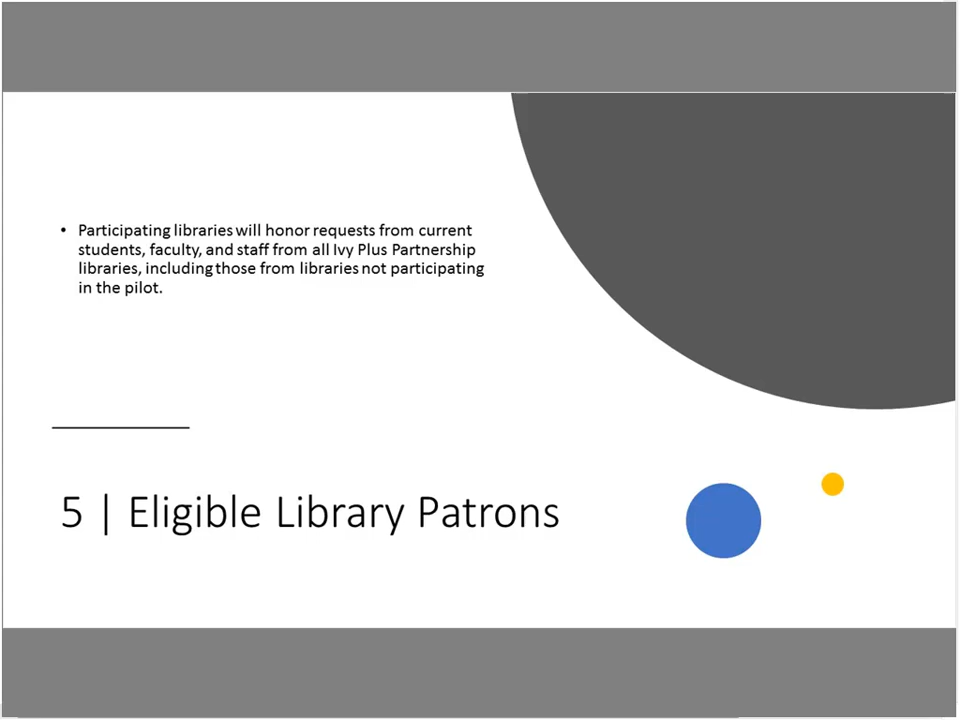 • Participating libraries will honor requests from current
students, faculty, and staff from all Ivy Plus Partnership
libraries, including those from libraries not participating
in the pilot.
5 | Eligible Library Patrons